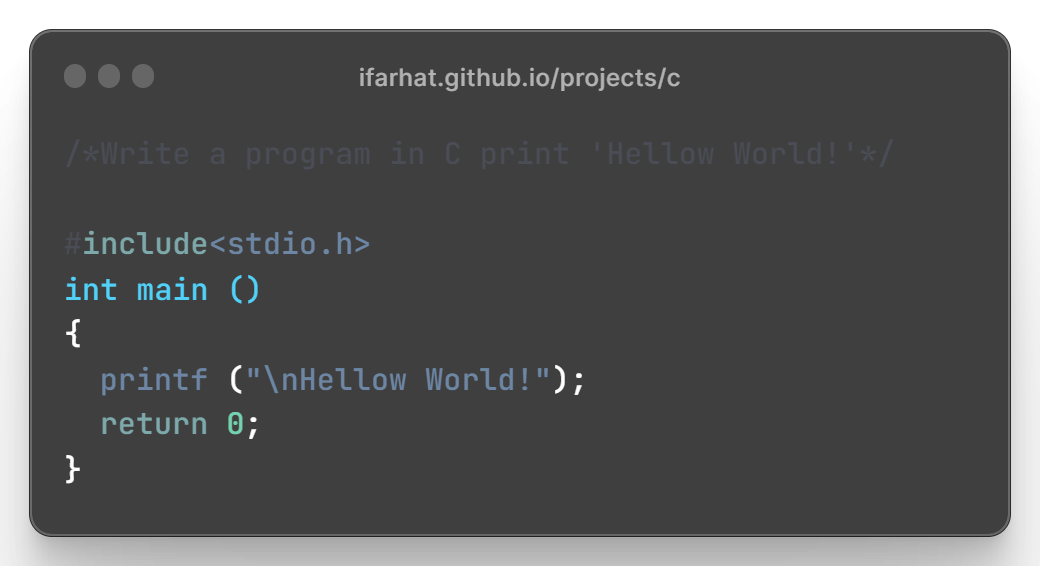 ifarhat.github.io/projects/c
/*Write a program in C print 'Hellow World!'*/
#include<stdio.h>
int main ()
{
  printf ("\nHellow World!");
  return 0;
}